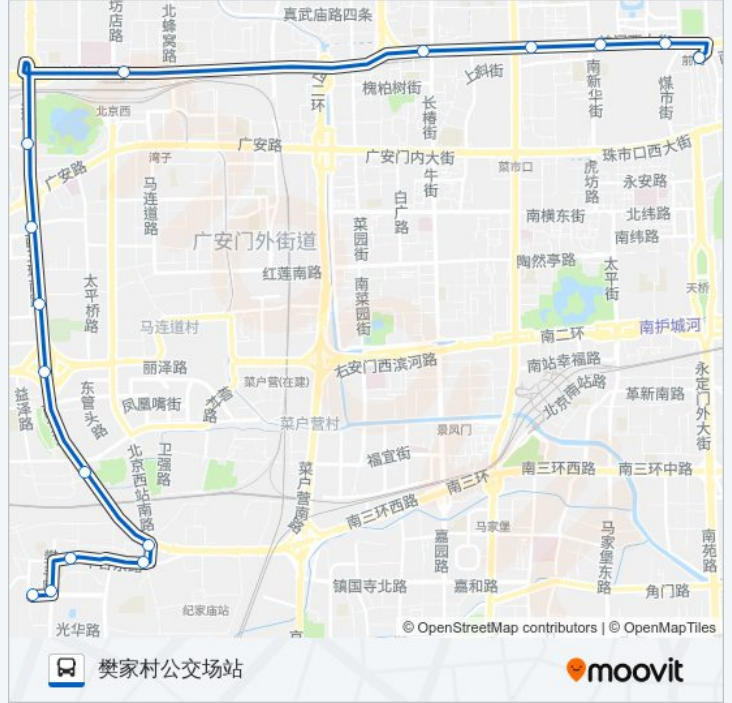 坊店路
北蜂窝路
真武庙路四条
二环
槐柏树街
上斜街
长椿街
南新华街
煤市街
前
北京西
湾子
广安路
广安路
广安门内大街
牛街
菜市口
珠市口西大街
虎坊路
永安路
马连道路
白广路
南横东街
北纬路
南纬路
广安门外街道
菜园街
红莲南路
陶然亭路
太平街
太平桥路
南菜园街
天桥
马连道村
南二环
南护城河
丽泽路
右安门西滨河路
南站幸福路
菜户营(在建)
北京南站路
革新南路
益泽路
东管头路
凤凰嘴街
村路
菜户营村
景风门
永定门外大街
卫强路
福宜街
北京西站南路
菜户营南路
南三环
南三环西路
南三环中路
南三环西路
马家堡
嘉园路
马家堡东路
南苑路
镇国寺北路
嘉和路
角门路
纪家庙站
光华路
京
© OpenStreetMap contributors | © OpenMapTiles
樊家村公交场站
moovit